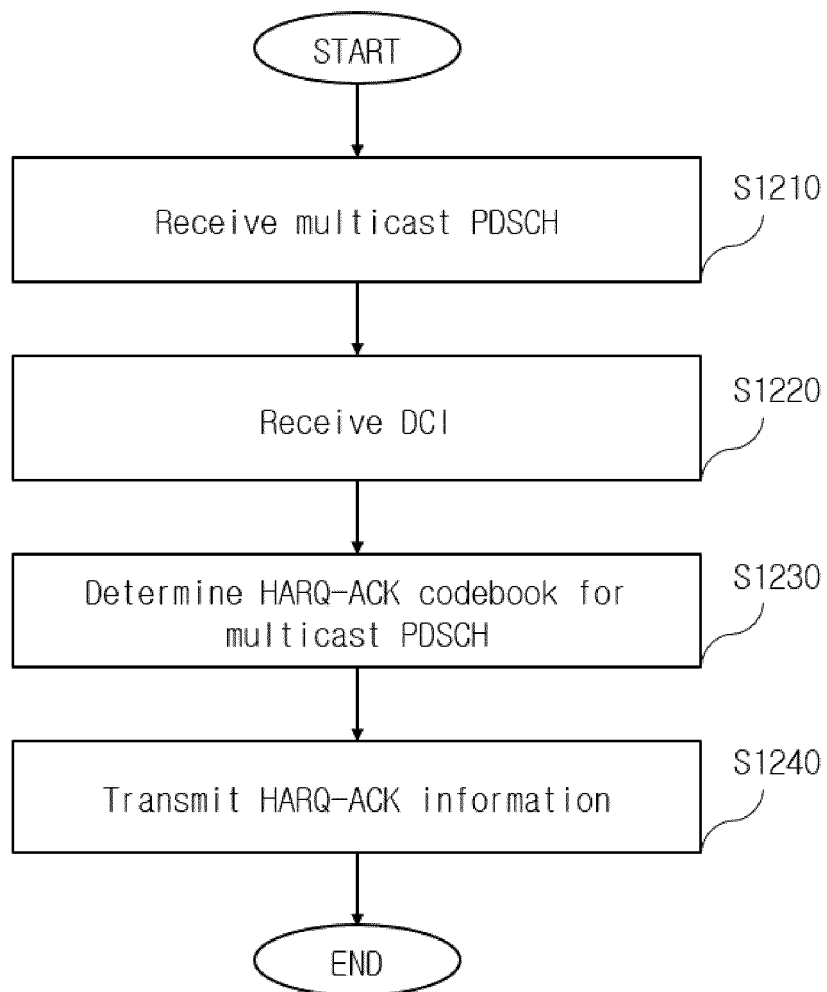 START
S1210
Receive multicast PDSCH
S1220
Receive DCI
S1230
Determine HARQ-ACK codebook for
multicast PDSCH
S1240
Transmit HARQ-ACK information
END